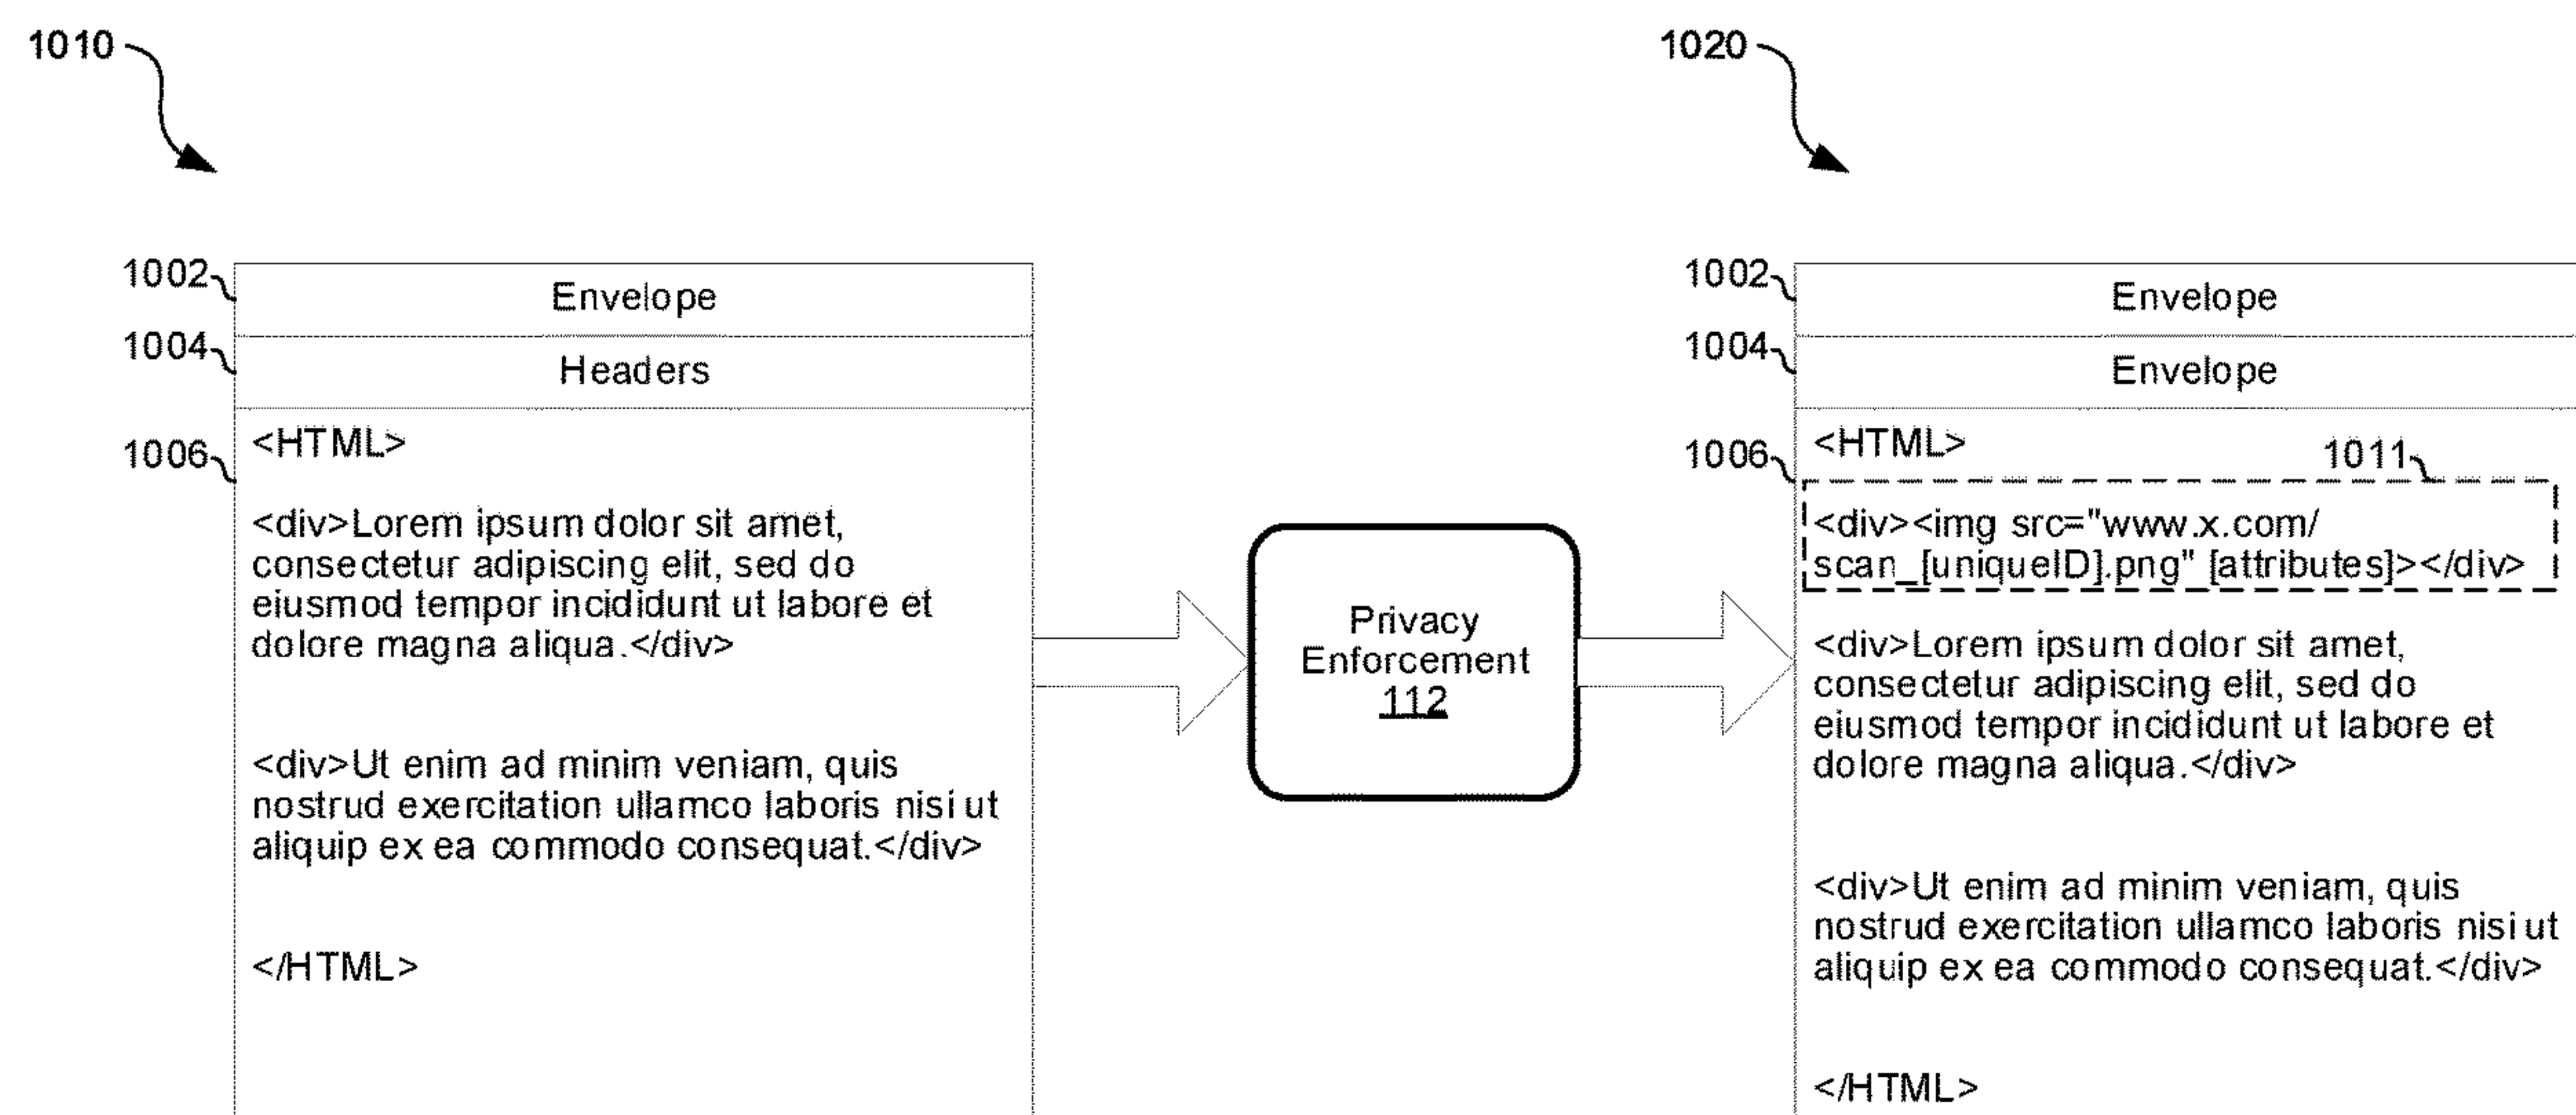 1010
1002
Envelope
1004
Headers
1006
<HTML>
<div>Lorem ipsum dolor sit amet,
consectetur adipiscing elit, sed do
eiusmod tempor incididunt ut labore et
dolore magna aliqua.</div>
<div>Ut enim ad minim veniam, quis
nostrud exercitation ullamco laboris nisi ut
aliquip ex ea commodo consequat.</div>
</HTML>
Privacy
Enforcement
112
1020
1002
Envelope
1004
Envelope
1006
<HTML>
1011
<div><img src="www.x.com/
scan_[uniqueID].png" [attributes]></div>
<div>Lorem ipsum dolor sit amet,
consectetur adipiscing elit, sed do
eiusmod tempor incididunt ut labore et
dolore magna aliqua.</div>
<div>Ut enim ad minim veniam, quis
nostrud exercitation ullamco laboris nisi ut
aliquip ex ea commodo consequat.</div>
</HTML>